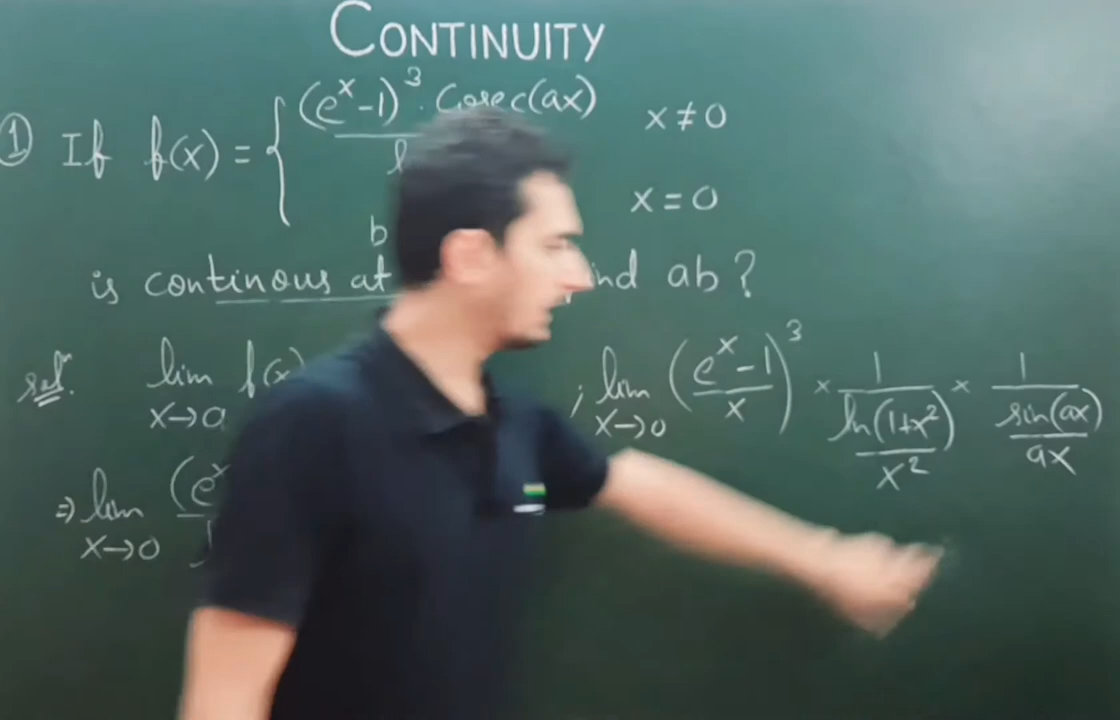 CONTINUITY
① If f(x) = { (e^x-1)^3 . Cosec(ax) x ≠ 0
b x = 0
is continous at ab ?
sol^n. lim x→0 f(x) ; lim x→0 ((e^x-1)/x)^3 × 1/(ln(1+x^2)/x^2) × 1/(sin(ax)/ax)
⇒ lim x→0 (e^x